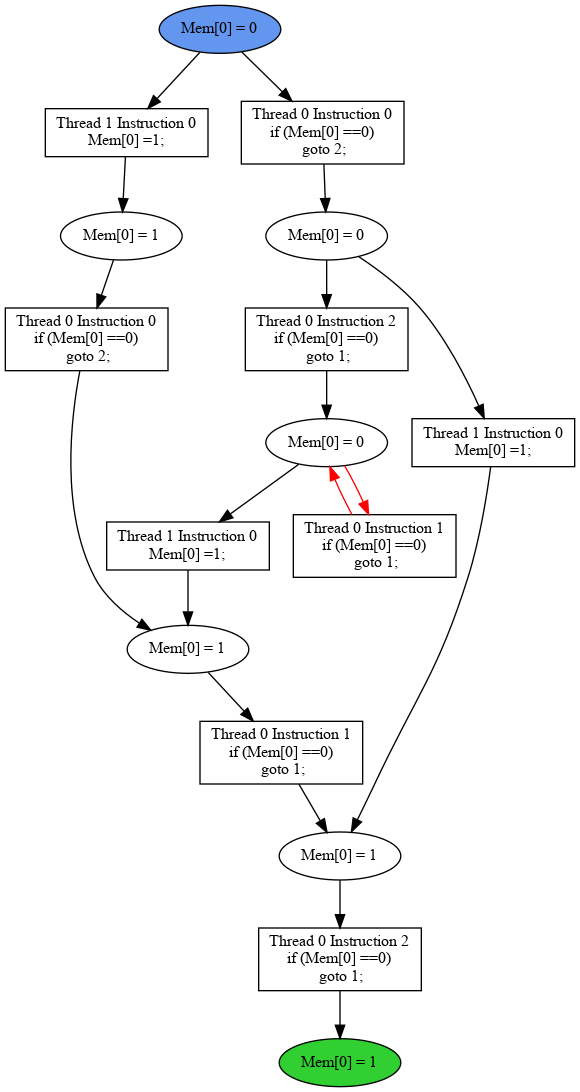 Mem[0] = 0
Thread 1 Instruction 0
Mem[0] =1;
Thread 0 Instruction 0
if (Mem[0] ==0)
goto 2;
Mem[0] = 1
Mem[0] = 0
Thread 0 Instruction 0
if (Mem[0] ==0)
goto 2;
Thread 0 Instruction 2
if (Mem[0] ==0)
goto 1;
Mem[0] = 0
Thread 1 Instruction 0
Mem[0] =1;
Thread 1 Instruction 0
Mem[0] =1;
Thread 0 Instruction 1
if (Mem[0] ==0)
goto 1;
Mem[0] = 1
Thread 0 Instruction 1
if (Mem[0] ==0)
goto 1;
Mem[0] = 1
Thread 0 Instruction 2
if (Mem[0] ==0)
goto 1;
Mem[0] = 1